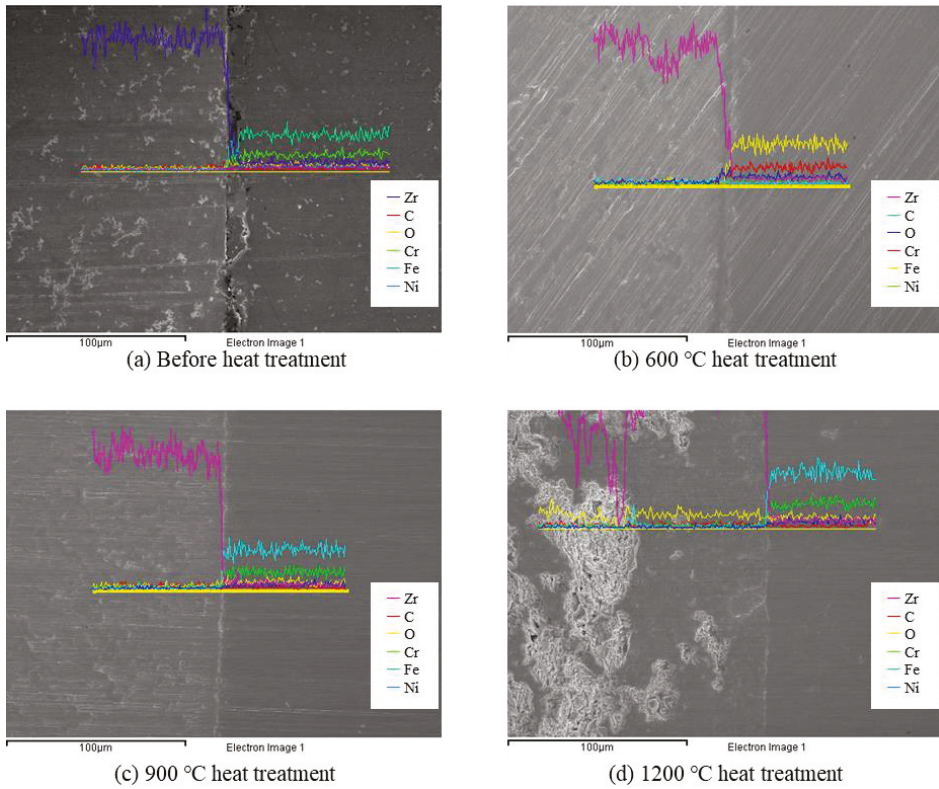 Zr
C
O
Cr
Fe
Ni
100μm
Electron Image 1
(a) Before heat treatment
Zr
C
O
Cr
Fe
Ni
100μm
Electron Image 1
(b) 600 °C heat treatment
Zr
C
O
Cr
Fe
Ni
100μm
Electron Image 1
(c) 900 °C heat treatment
Zr
C
O
Cr
Fe
Ni
100μm
Electron Image 1
(d) 1200 °C heat treatment